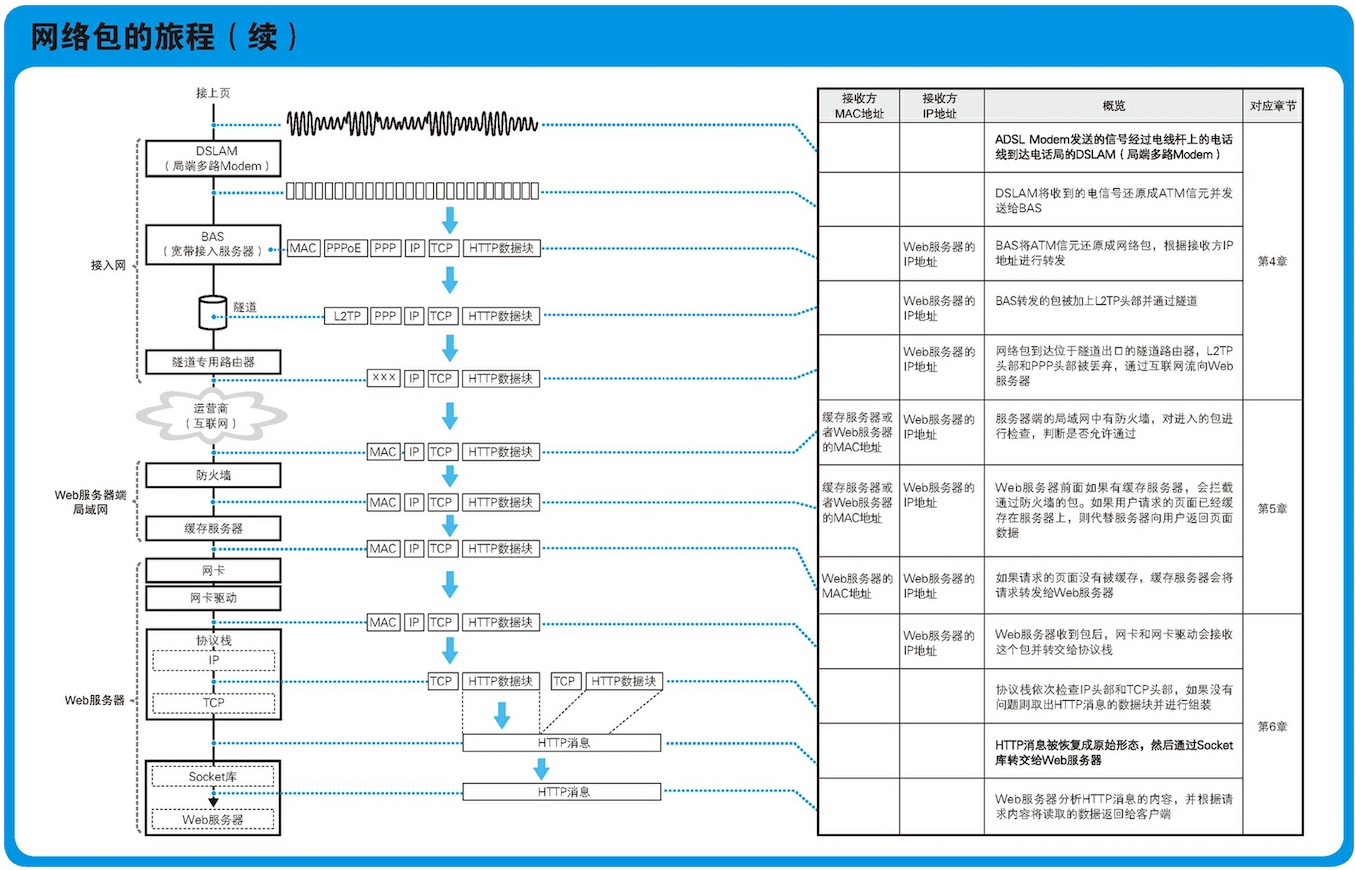 网络包的旅程（续）
接上页
DSLAM
（局端多路Modem）
BAS
（宽带接入服务器）
MAC PPPoE PPP IP TCP HTTP数据块
接入网
隧道
L2TP PPP IP TCP HTTP数据块
隧道专用路由器
××× IP TCP HTTP数据块
运营商
（互联网）
MAC IP TCP HTTP数据块
防火墙
Web服务器端
局域网
MAC IP TCP HTTP数据块
缓存服务器
MAC IP TCP HTTP数据块
网卡
网卡驱动
MAC IP TCP HTTP数据块
协议栈
IP
TCP HTTP数据块 TCP HTTP数据块
TCP
Web服务器
HTTP消息
Socket库
HTTP消息
Web服务器
接收方
MAC地址
接收方
IP地址
概览
对应章节
ADSL Modem发送的信号经过电线杆上的电话
线到达电话局的DSLAM（局端多路Modem）
DSLAM将收到的电信号还原成ATM信元并发
送给BAS
Web服务器的
IP地址
BAS将ATM信元还原成网络包，根据接收方IP
地址进行转发
第4章
Web服务器的
IP地址
BAS转发的包被加上L2TP头部并通过隧道
Web服务器的
IP地址
网络包到达位于隧道出口的隧道路由器，L2TP
头部和PPP头部被丢弃，通过互联网流向Web
服务器
缓存服务器或
者Web服务器
的MAC地址
Web服务器的
IP地址
服务器端的局域网中有防火墙，对进入的包进
行检查，判断是否允许通过
缓存服务器或
者Web服务器
的MAC地址
Web服务器的
IP地址
Web服务器前面如果有缓存服务器，会拦截
通过防火墙的包。如果用户请求的页面已经缓
存在服务器上，则代替服务器向用户返回页面
数据
第5章
Web服务器的
MAC地址
Web服务器的
IP地址
如果请求的页面没有被缓存，缓存服务器会将
请求转发给Web服务器
Web服务器的
IP地址
Web服务器收到包后，网卡和网卡驱动会接收
这个包并转交给协议栈
协议栈依次检查IP头部和TCP头部，如果没有
问题则取出HTTP消息的数据块并进行组装
第6章
HTTP消息被恢复成原始形态，然后通过Socket
库转交给Web服务器
Web服务器分析HTTP消息的内容，并根据请
求内容将读取的数据返回给客户端